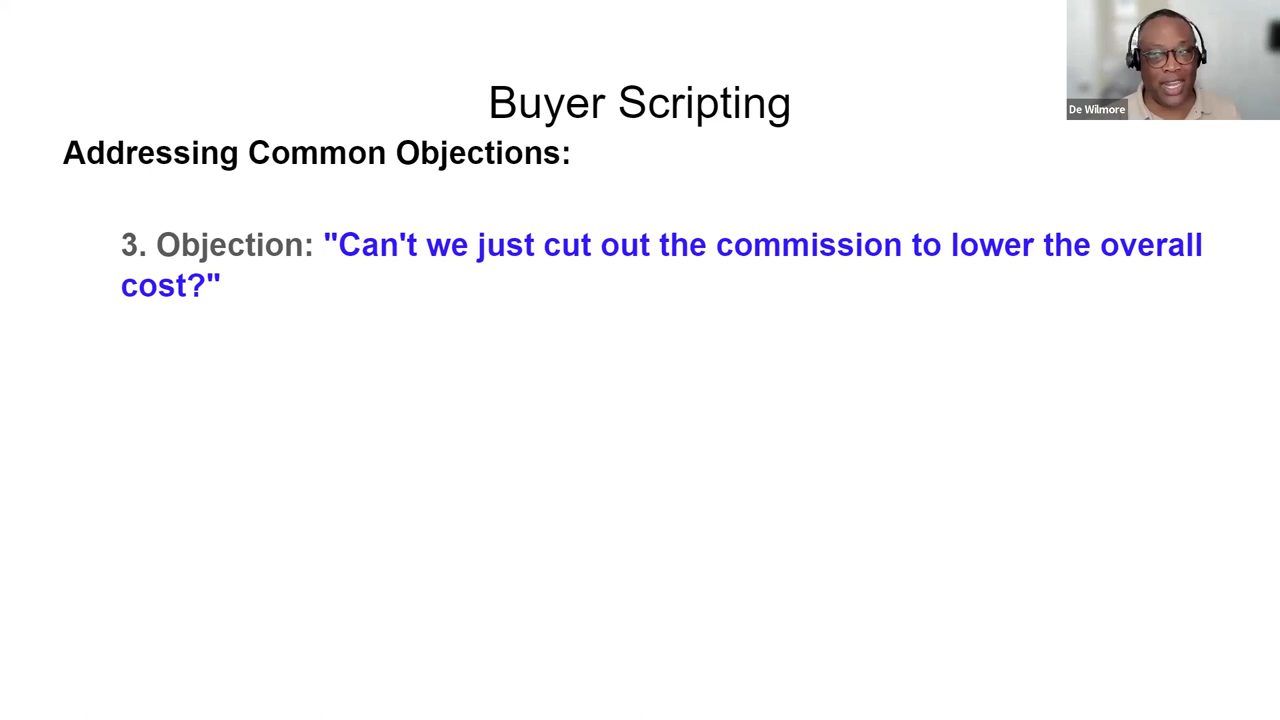 Buyer Scripting
De Wilmore
Addressing Common Objections:
3. Objection: "Can't we just cut out the commission to lower the overall
cost?"